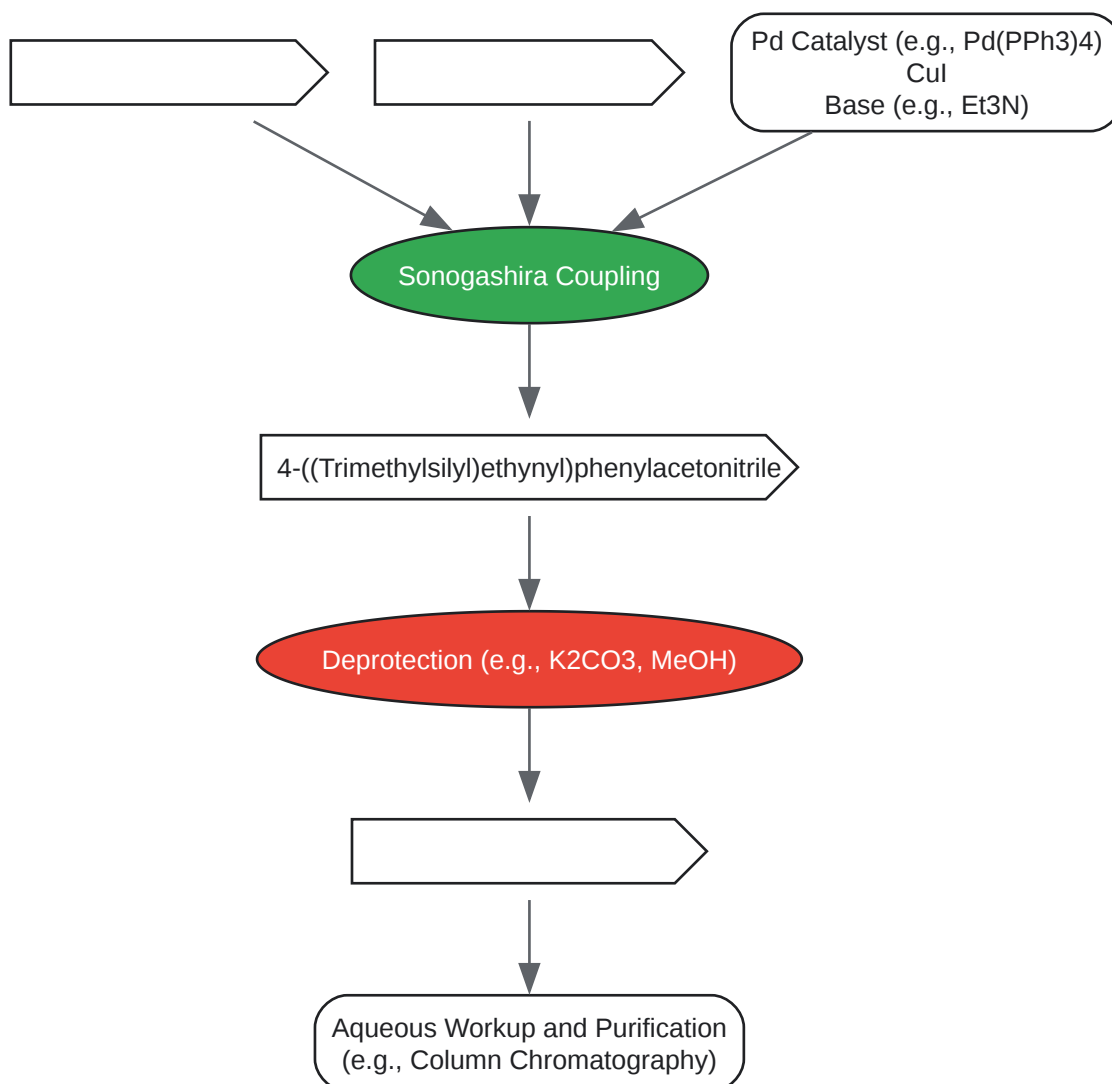 Pd Catalyst (e.g., Pd(PPh3)4)
CuI
Base (e.g., Et3N)
Sonogashira Coupling
4-((Trimethylsilyl)ethynyl)phenylacetonitrile
Deprotection (e.g., K2CO3, MeOH)
Aqueous Workup and Purification
(e.g., Column Chromatography)